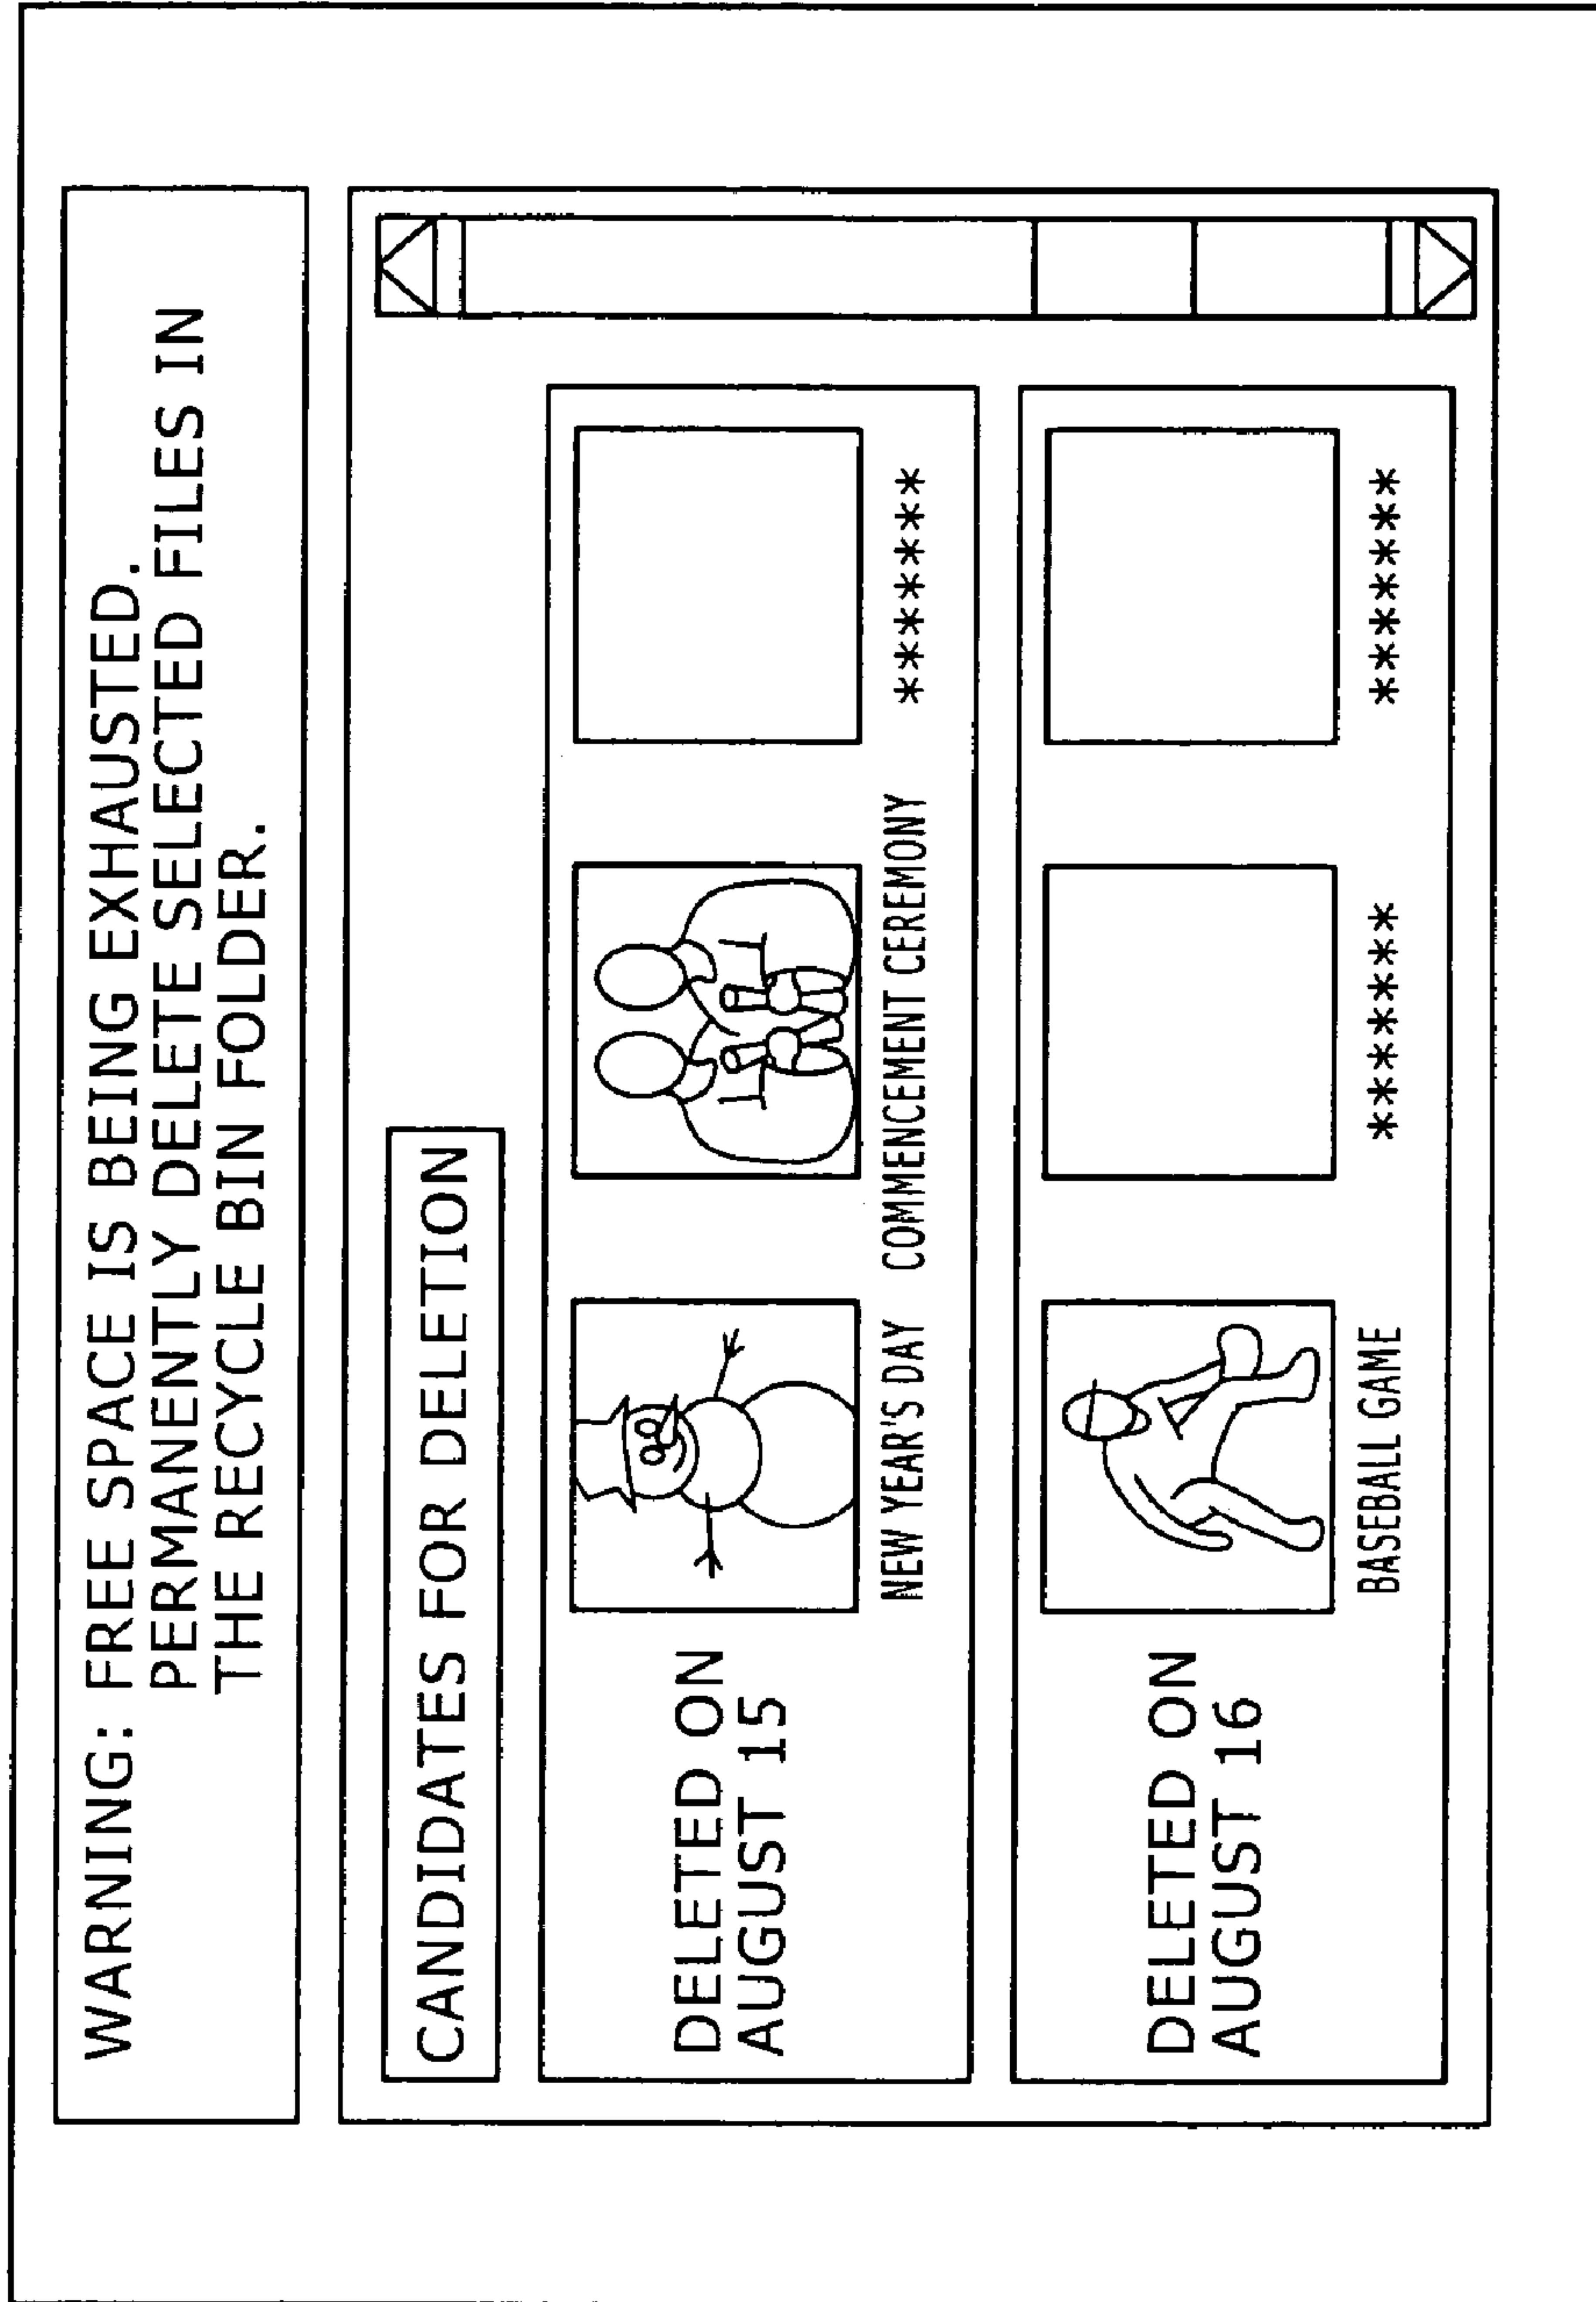 WARNING: FREE SPACE IS BEING EXHAUSTED.
PERMANENTLY DELETE SELECTED FILES IN
THE RECYCLE BIN FOLDER.
CANDIDATES FOR DELETION
DELETED ON
AUGUST 15
NEW YEAR'S DAY
COMMENCEMENT CEREMONY
*******
DELETED ON
AUGUST 16
BASEBALL GAME
*******
*******